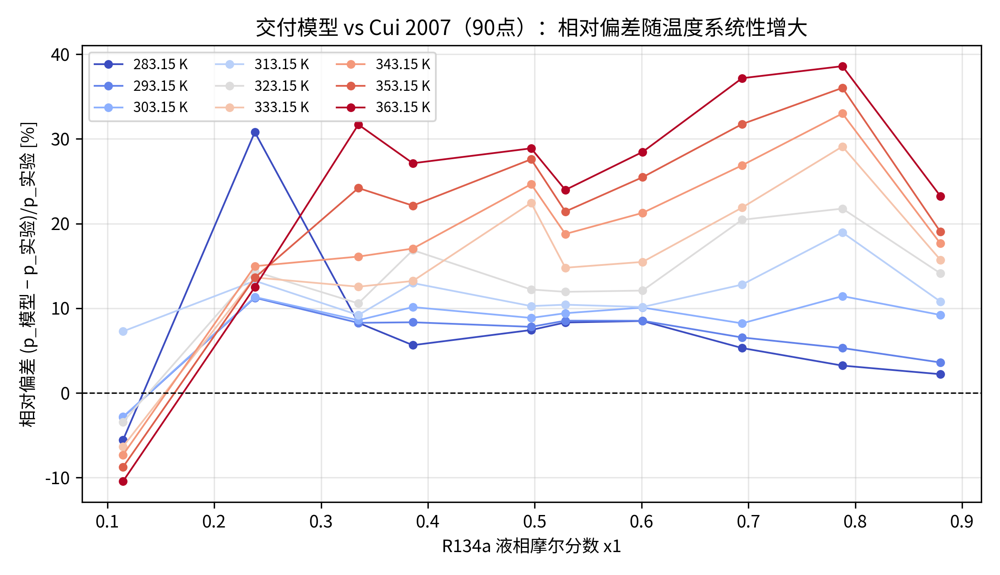 交付模型 vs Cui 2007（90点）：相对偏差随温度系统性增大
相对偏差 (p_模型 − p_实验)/p_实验 [%]
40
30
20
10
0
-10
283.15 K
293.15 K
303.15 K
313.15 K
323.15 K
333.15 K
343.15 K
353.15 K
363.15 K
0.1 0.2 0.3 0.4 0.5 0.6 0.7 0.8 0.9
R134a 液相摩尔分数 x1